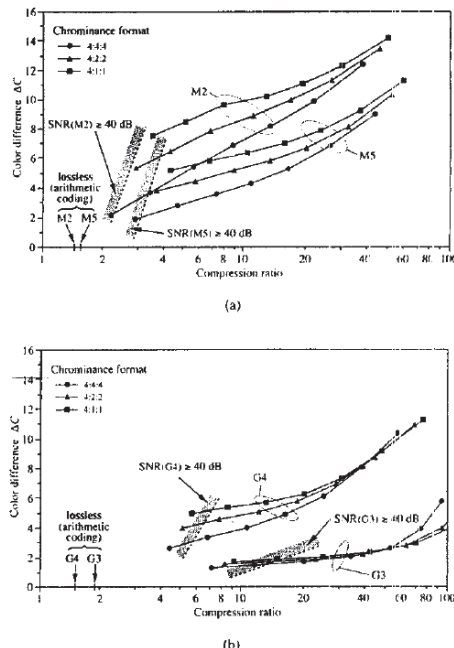 16
14
12
10
8
6
4
2
0
Color difference ΔC
Chrominance format
4:4:4
4:2:2
4:1:1
SNR(M2) ≥ 40 dB
M2
M5
lossless
(arithmetic
coding)
M2 M5
SNR(M5) ≥ 40 dB
1 2 4 6 8 10 20 40 60 80 100
Compression ratio
(a)
16
14
12
10
8
6
4
2
0
Color difference ΔC
Chrominance format
4:4:4
4:2:2
4:1:1
SNR(G4) ≥ 40 dB
G4
SNR(G3) ≥ 40 dB
lossless
(arithmetic
coding)
G4 G3
G3
1 2 4 6 8 10 20 40 60 80 100
Compression ratio
(b)